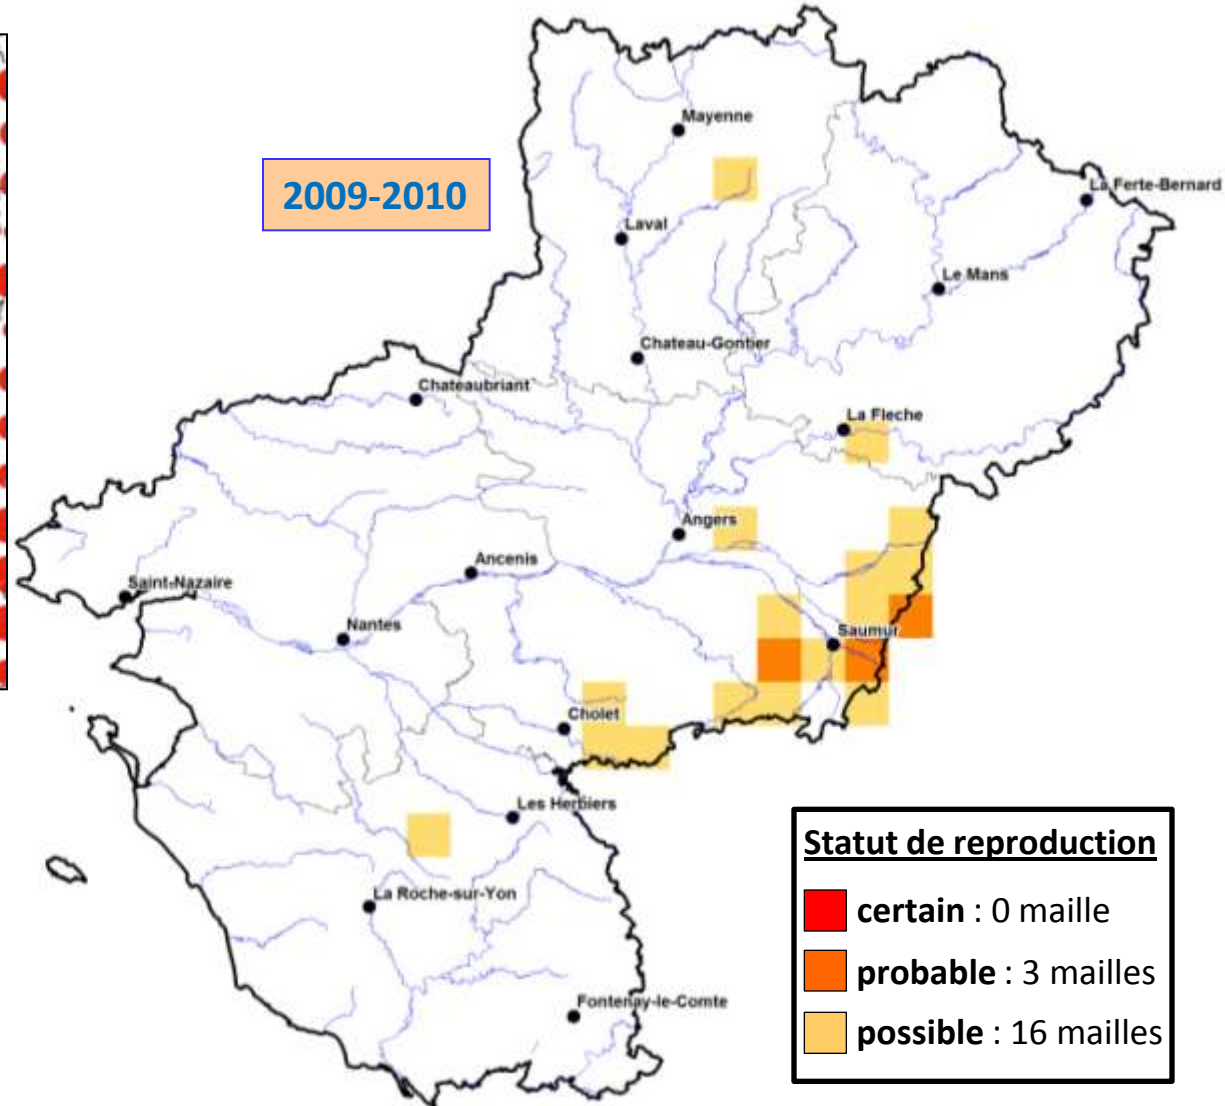 Mayenne
2009-2010
La Ferte-Bernard
Laval
Le Mans
Chateau-Gontier
Chateaubriant
La Fleche
Angers
Ancenis
Saint-Nazaire
Nantes
Saumur
Cholet
Les Herbiers
La Roche-sur-Yon
Fontenay-le-Comte
Statut de reproduction
certain : 0 maille
probable : 3 mailles
possible : 16 mailles